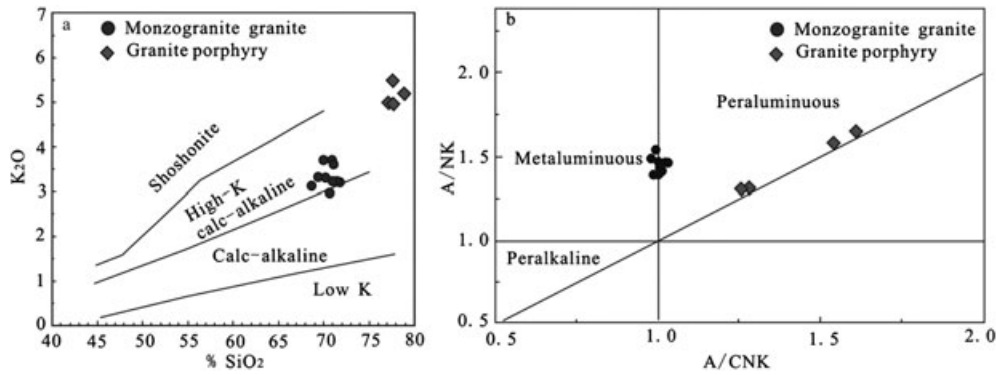 a
Monzogranite granite
Granite porphyry
7
6
5
4
3
2
1
0
K2O
Shoshonite
High-K
calc-alkaline
Calc-alkaline
Low K
40
45
50
55
60
65
70
75
80
% SiO2
b
Monzogranite granite
Granite porphyry
2.0
1.5
1.0
0.5
A/NK
Peraluminuous
Metaluminuous
Peralkaline
0.5
1.0
1.5
2.0
A/CNK